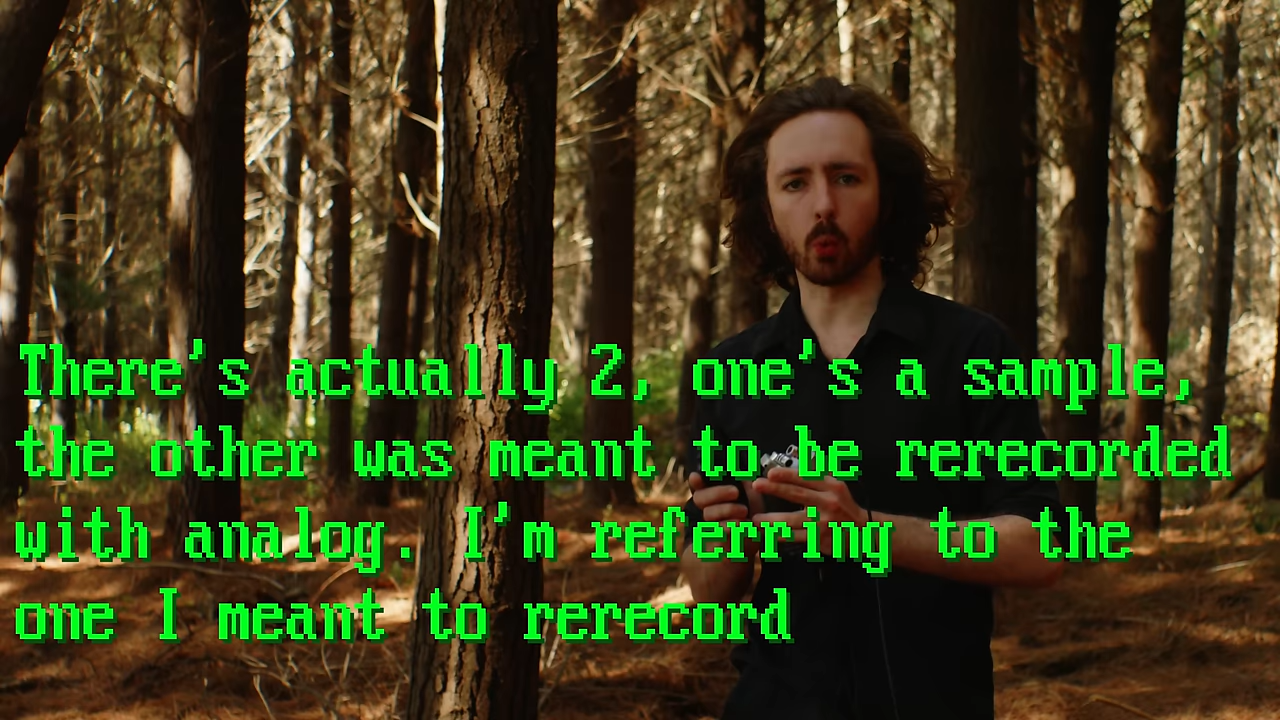 There's actually 2, one's a sample,
the other was meant to be rerecorded
with analog. I'm referring to the
one I meant to rerecord